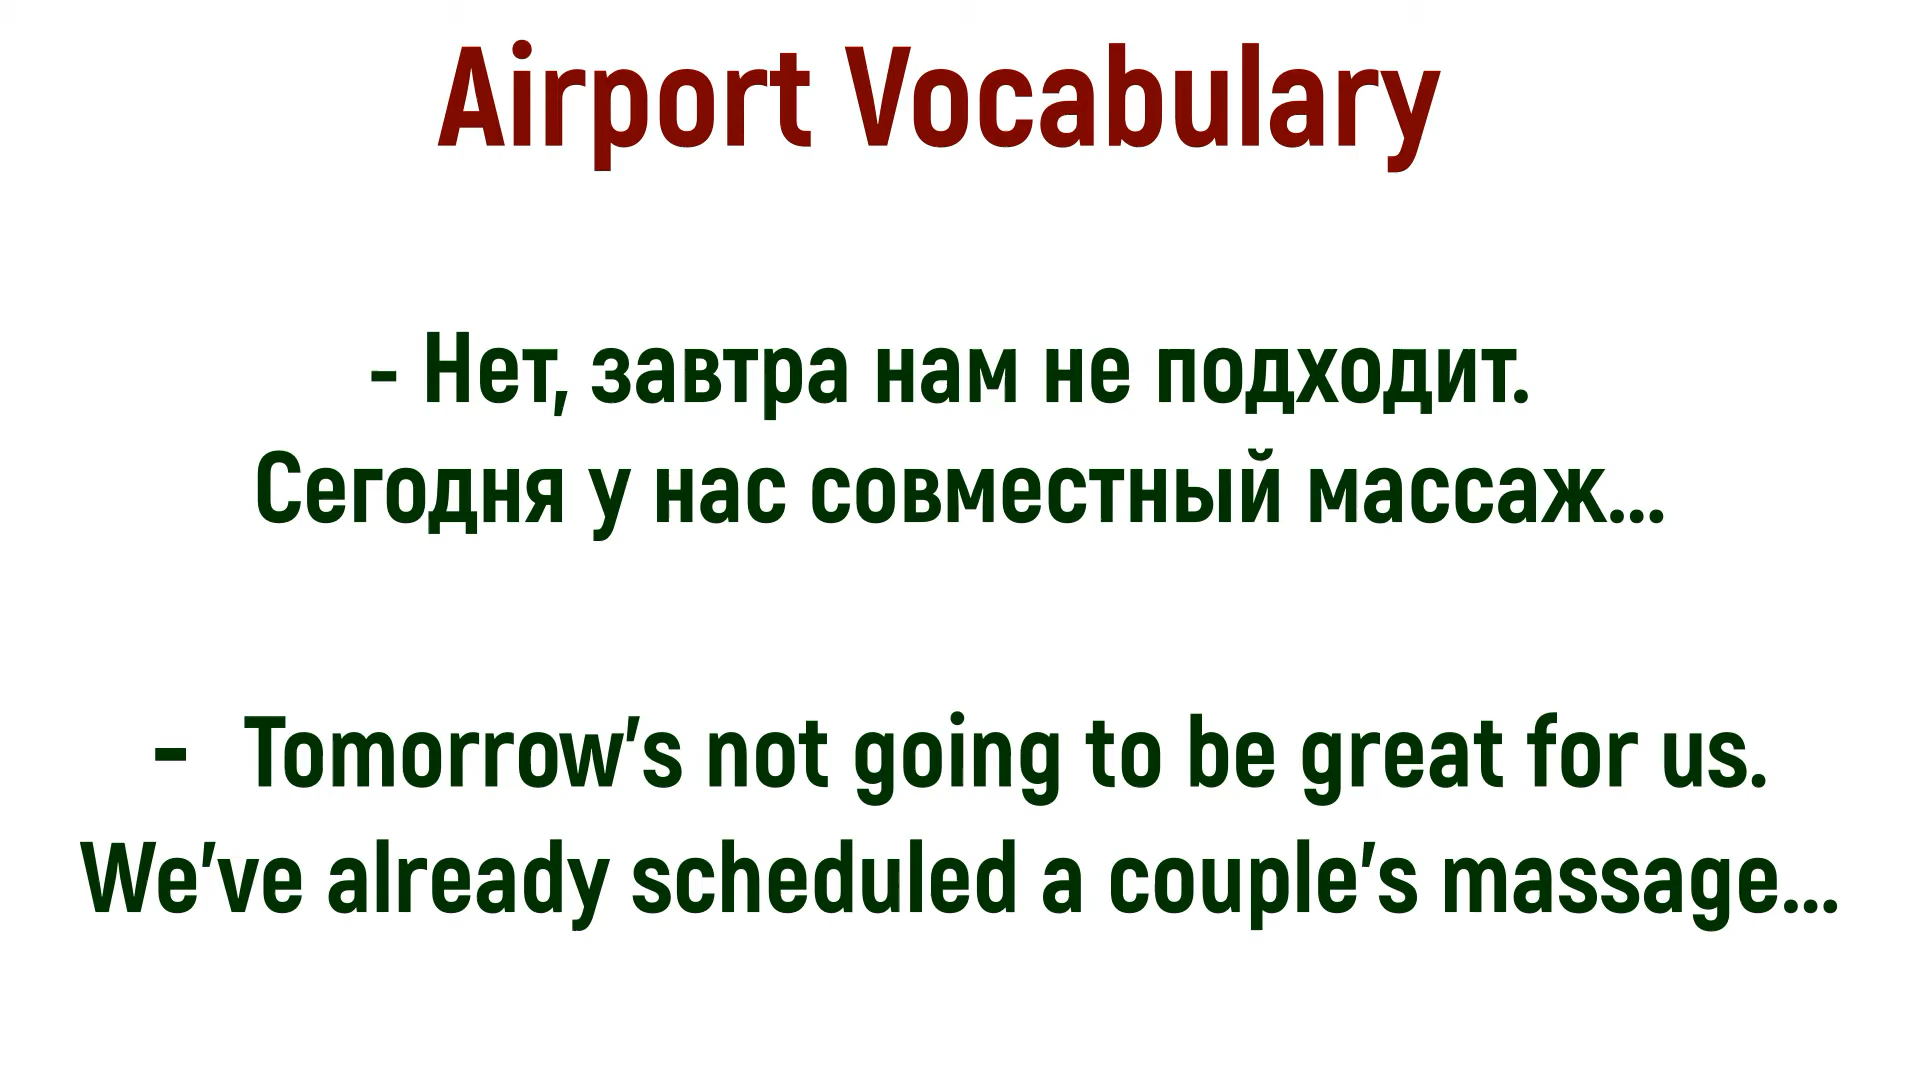 Airport Vocabulary
- Нет, завтра нам не подходит.
Сегодня у нас совместный массаж...
- Tomorrow's not going to be great for us.
We've already scheduled a couple's massage...